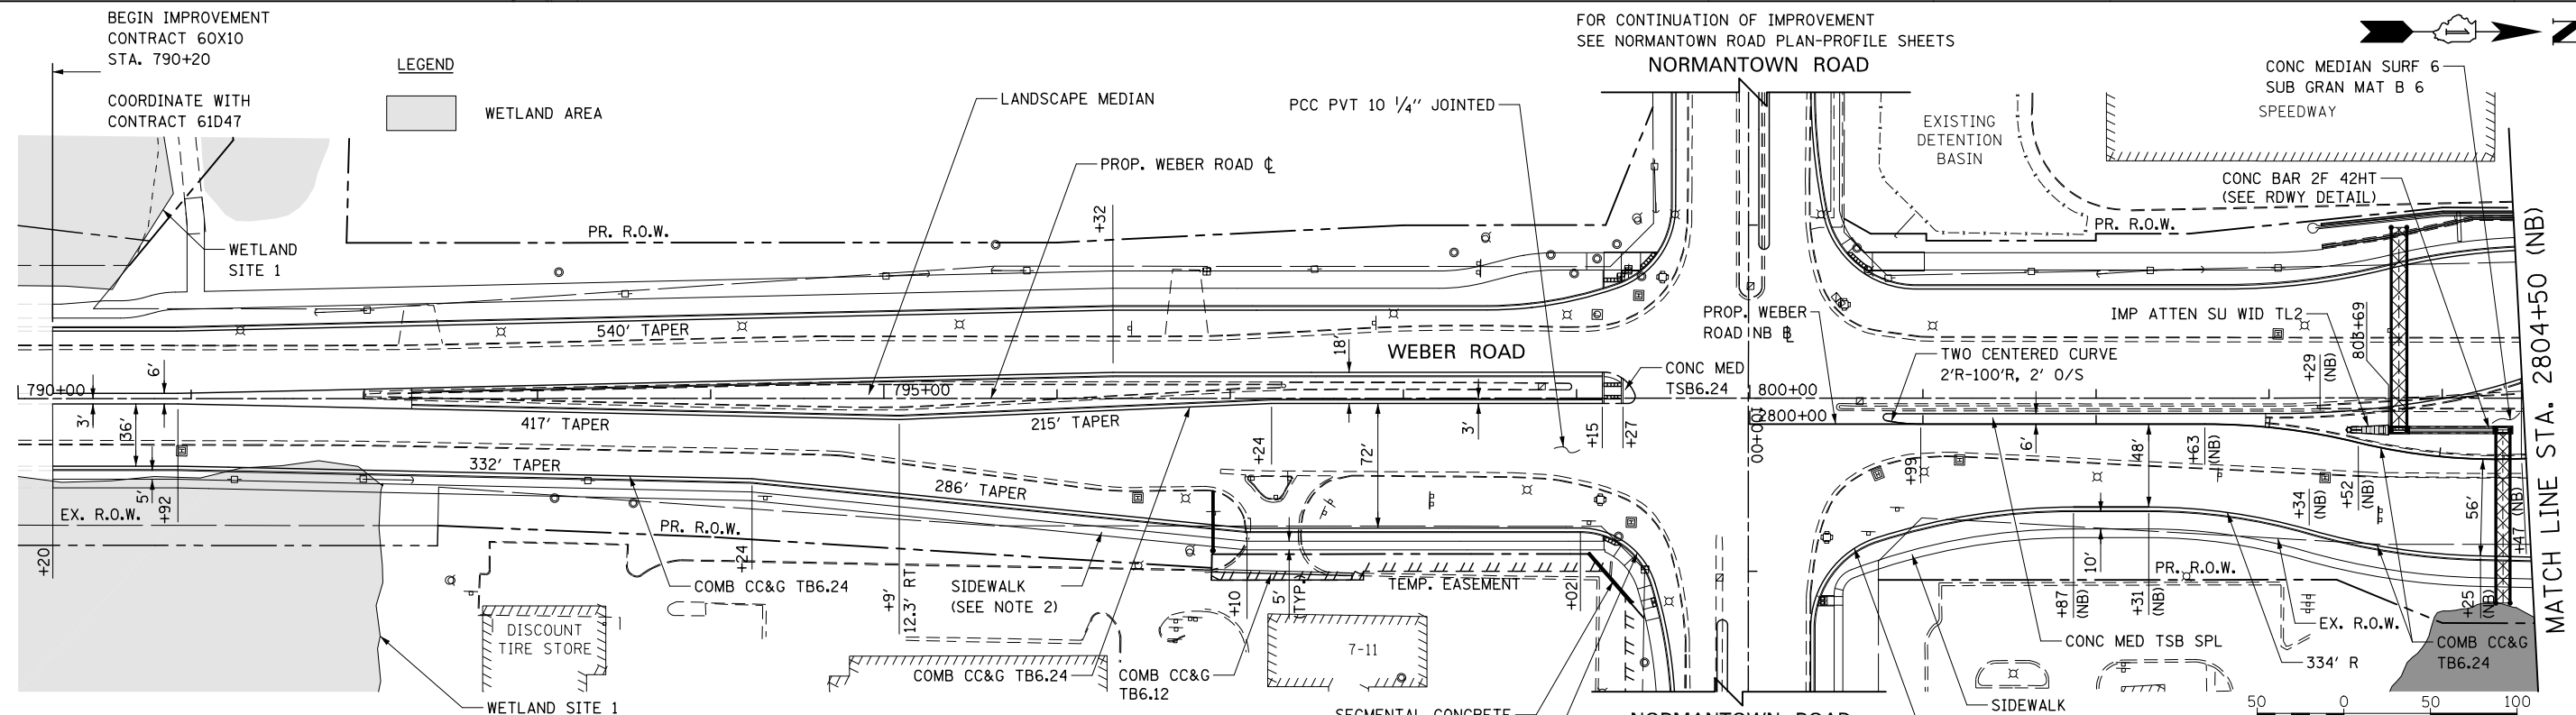 BEGIN IMPROVEMENT
CONTRACT 60X10
STA. 790+20
COORDINATE WITH
CONTRACT 61D47
LEGEND
WETLAND AREA
LANDSCAPE MEDIAN
PROP. WEBER ROAD ℄
PCC PVT 10 1/4" JOINTED
FOR CONTINUATION OF IMPROVEMENT
SEE NORMANTOWN ROAD PLAN-PROFILE SHEETS
NORMANTOWN ROAD
EXISTING
DETENTION
BASIN
CONC MEDIAN SURF 6
SUB GRAN MAT B 6
SPEEDWAY
N
CONC BAR 2F 42HT
(SEE RDWY DETAIL)
PR. R.O.W.
WETLAND
SITE 1
PR. R.O.W.
+32
540' TAPER
WEBER ROAD
18'
PROP. WEBER
ROAD NB BL
IMP ATTEN SU WID TL2
803+69
TWO CENTERED CURVE
2'R-100'R, 2' O/S
+29
(NB)
CONC MED
TSB6.24
790+00
6'
3'
36'
795+00
800+00
2800+00
417' TAPER
215' TAPER
3'
+15
+27
100+00
332' TAPER
286' TAPER
+24
72'
+99
6'
48'
+63
(NB)
+34
(NB)
+52
(NB)
56'
+47
(NB)
5'
+92
EX. R.O.W.
PR. R.O.W.
+20
+24
COMB CC&G TB6.24
SIDEWALK
(SEE NOTE 2)
+9'
12.3' RT
+10
5'
(TYP.)
TEMP. EASEMENT
+02
10'
+87
(NB)
+31
(NB)
PR. R.O.W.
+25
(NB)
EX. R.O.W.
CONC MED TSB SPL
334' R
COMB CC&G
TB6.24
DISCOUNT
TIRE STORE
7-11
COMB CC&G TB6.24
COMB CC&G
TB6.12
WETLAND SITE 1
SEGMENTAL CONCRETE
NORMANTOWN ROAD
SIDEWALK
50 0 50 100
MATCH LINE STA. 2804+50 (NB)